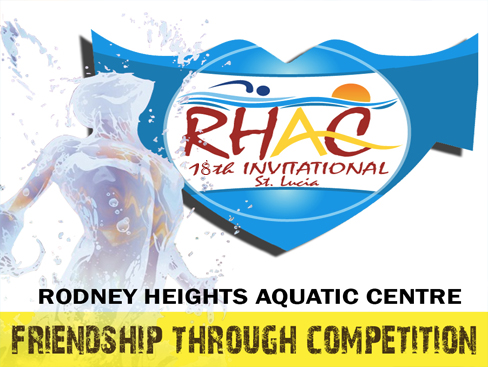 RHAC
18th INVITATIONAL
St. Lucia
RODNEY HEIGHTS AQUATIC CENTRE
FRIENDSHIP THROUGH COMPETITION